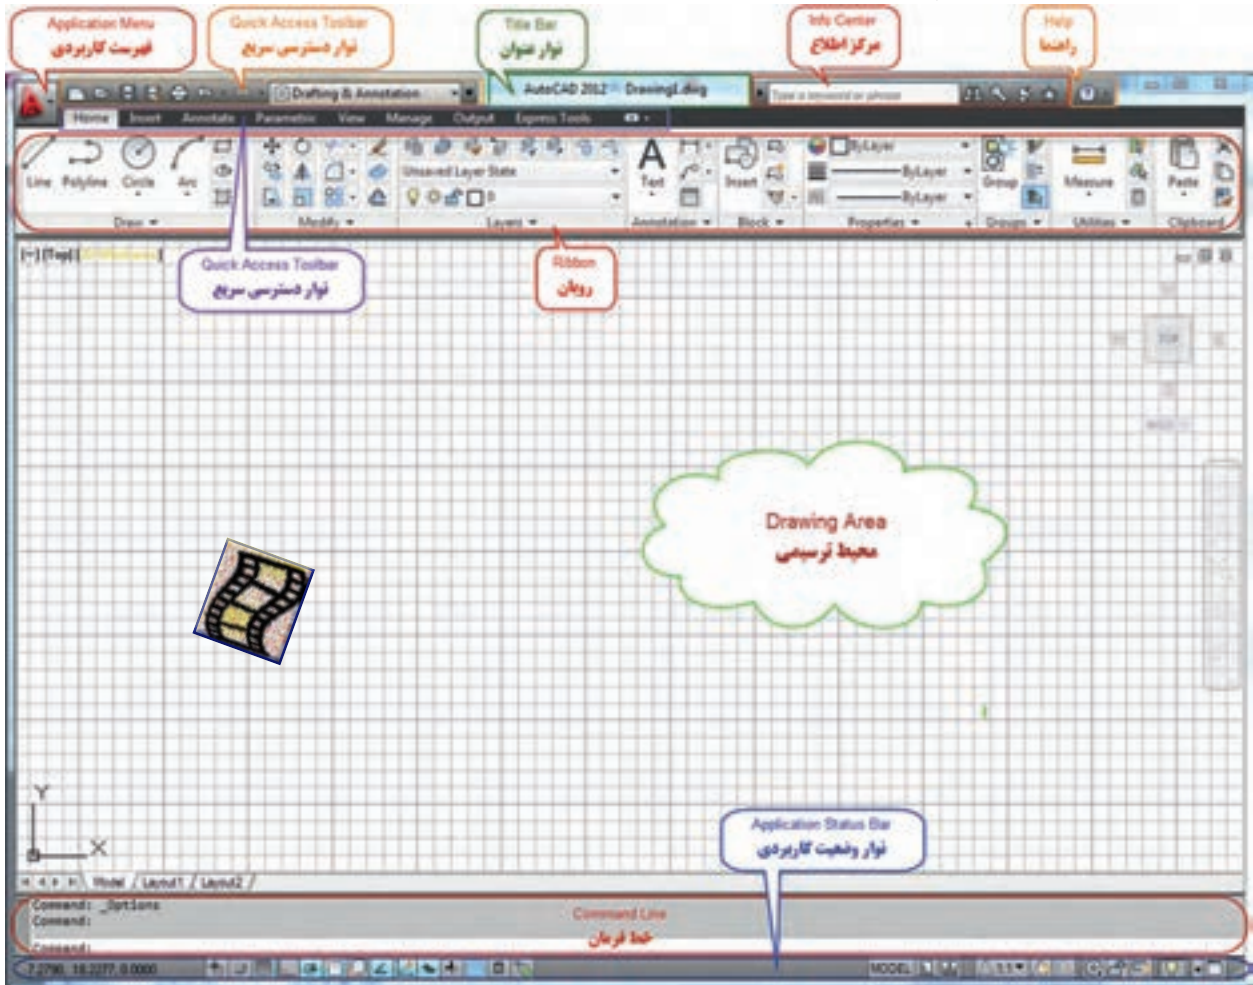 Application Menu
فهرست کاربردی
Quick Access Toolbar
نوار دسترسی سریع
Title Bar
نوار عنوان
Info Center
مرکز اطلاع
Help
راهنما
Drafting & Annotation
AutoCAD 2012 Drawing1.dwg
Type a keyword or phrase
Home Insert Annotate Parametric View Manage Output Express Tools
Line Polyline Circle Arc
Unsaved Layer State
0
Text
Insert
ByLayer
ByLayer
ByLayer
Group
Measure
Paste
Draw Modify Layers Annotation Block Properties Groups Utilities Clipboard
[-] [Top]
Quick Access Toolbar
نوار دسترسی سریع
Ribbon
روبان
TOP
Drawing Area
محیط ترسیمی
Y
X
Application Status Bar
نوار وضعیت کاربردی
Model / Layout1 / Layout2 /
Command: _Options
Command:
Command:
Command Line
خط فرمان
MODEL 1:1